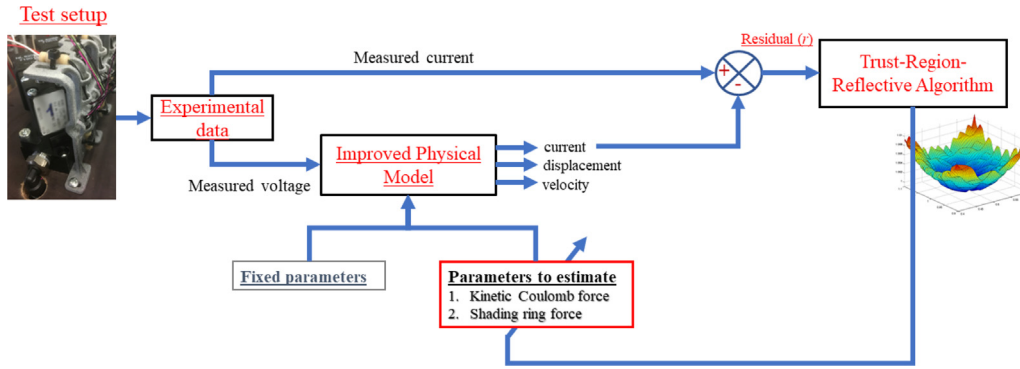 Test setup
Measured current
Residual (r)
+
-
Trust-Region-
Reflective Algorithm
Experimental
data
Measured voltage
Improved Physical
Model
current
displacement
velocity
Fixed parameters
Parameters to estimate
1. Kinetic Coulomb force
2. Shading ring force
1